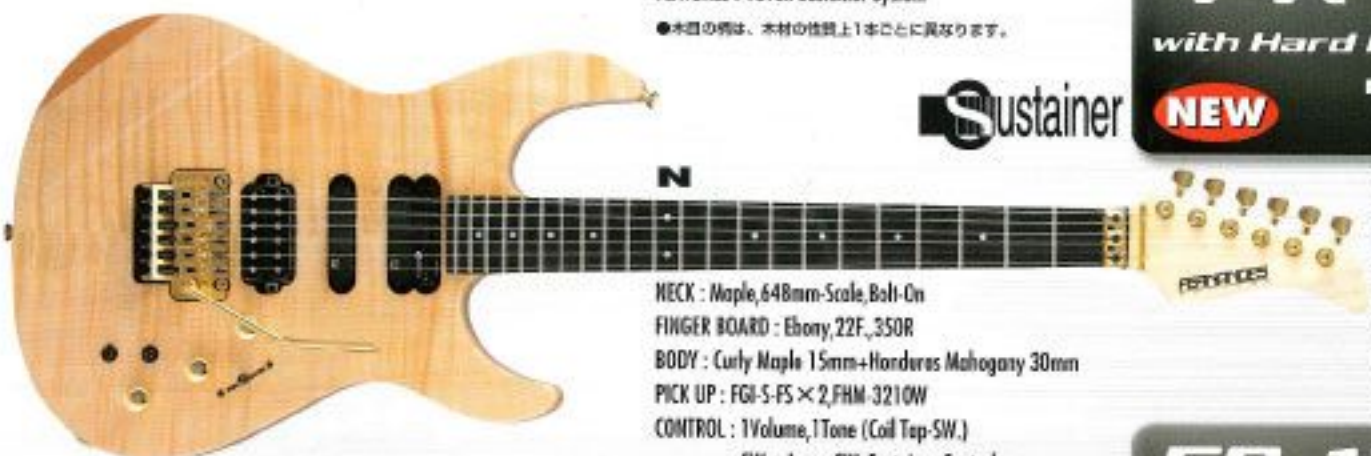 ●木目の柄は、木材の性質上1本ごとに異なります。
with Hard
NEW
Sustainer
N
FERNANDES
NECK : Maple,648mm-Scale,Bolt-On
FINGER BOARD : Ebony,22F.,350R
BODY : Curly Maple 15mm+Honduras Mahogany 30mm
PICK UP : FGI-S-FS×2,FHM-3210W
CONTROL : 1Volume,1Tone (Coil Tap-SW.)